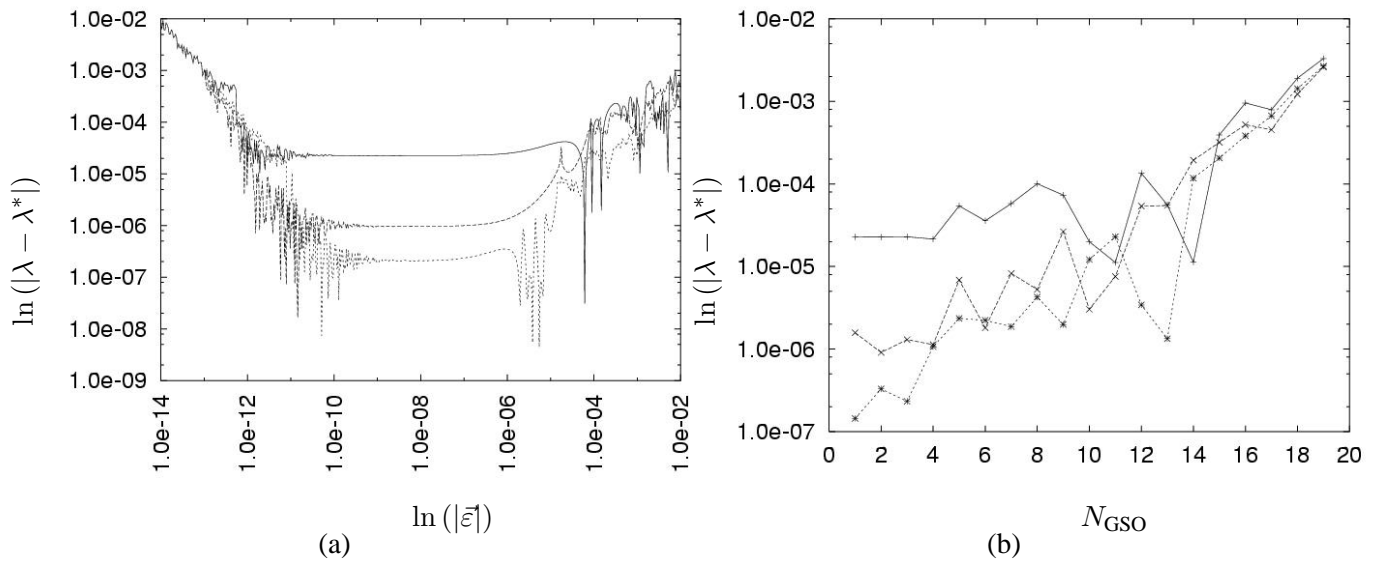 1.0e-02
1.0e-03
1.0e-04
1.0e-05
1.0e-06
1.0e-07
1.0e-08
1.0e-09
ln (|λ − λ*|)
1.0e-14
1.0e-12
1.0e-10
1.0e-08
1.0e-06
1.0e-04
1.0e-02
ln (|ε⃗|)
(a)
1.0e-02
1.0e-03
1.0e-04
1.0e-05
1.0e-06
1.0e-07
ln (|λ − λ*|)
0 2 4 6 8 10 12 14 16 18 20
N_GSO
(b)